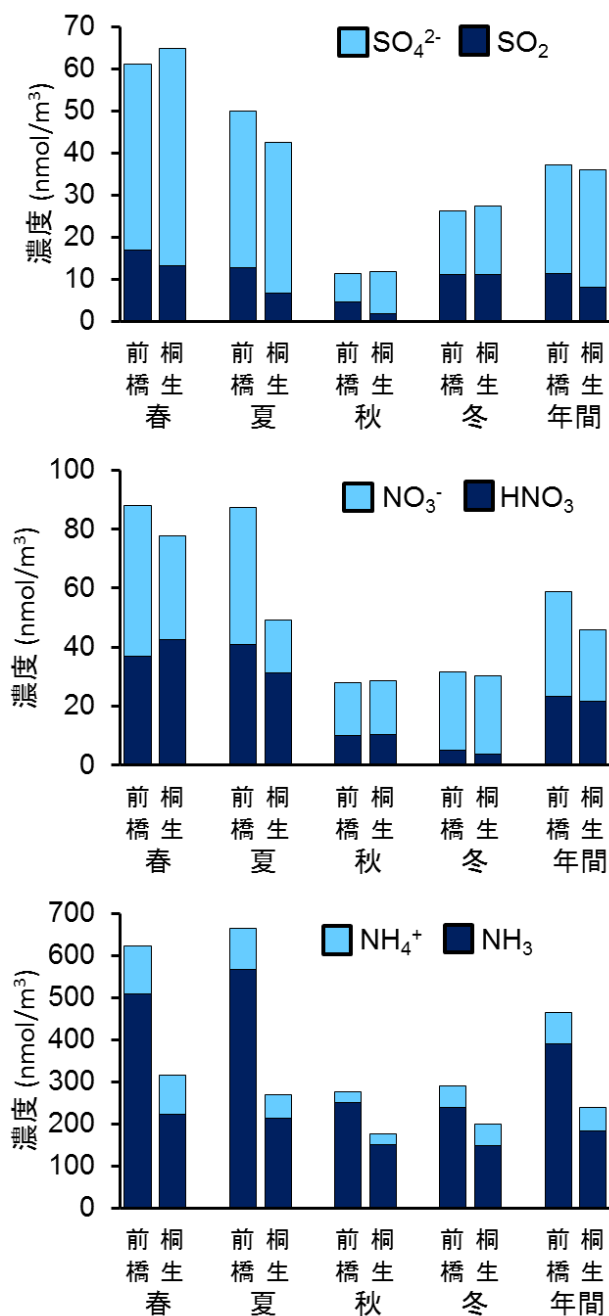 70
60
50
40
30
20
10
0
濃度 (nmol/m³)
SO₄²⁻ SO₂
前橋 桐生 前橋 桐生 前橋 桐生 前橋 桐生 前橋 桐生
春 夏 秋 冬 年間
100
80
60
40
20
0
濃度 (nmol/m³)
NO₃⁻ HNO₃
前橋 桐生 前橋 桐生 前橋 桐生 前橋 桐生 前橋 桐生
春 夏 秋 冬 年間
700
600
500
400
300
200
100
0
濃度 (nmol/m³)
NH₄⁺ NH₃
前橋 桐生 前橋 桐生 前橋 桐生 前橋 桐生 前橋 桐生
春 夏 秋 冬 年間